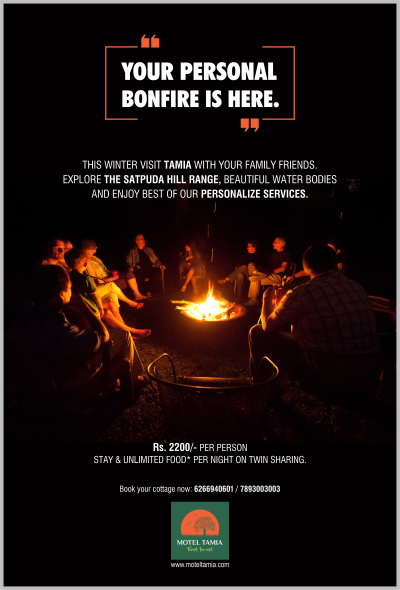 YOUR PERSONAL
BONFIRE IS HERE.
THIS WINTER VISIT TAMIA WITH YOUR FAMILY FRIENDS.
EXPLORE THE SATPUDA HILL RANGE, BEAUTIFUL WATER BODIES
AND ENJOY BEST OF OUR PERSONALIZE SERVICES.
Rs. 2200/- PER PERSON
STAY & UNLIMITED FOOD* PER NIGHT ON TWIN SHARING.
Book your cottage now: 6266940601 / 7893003003
MOTEL TAMIA
www.moteltamia.com